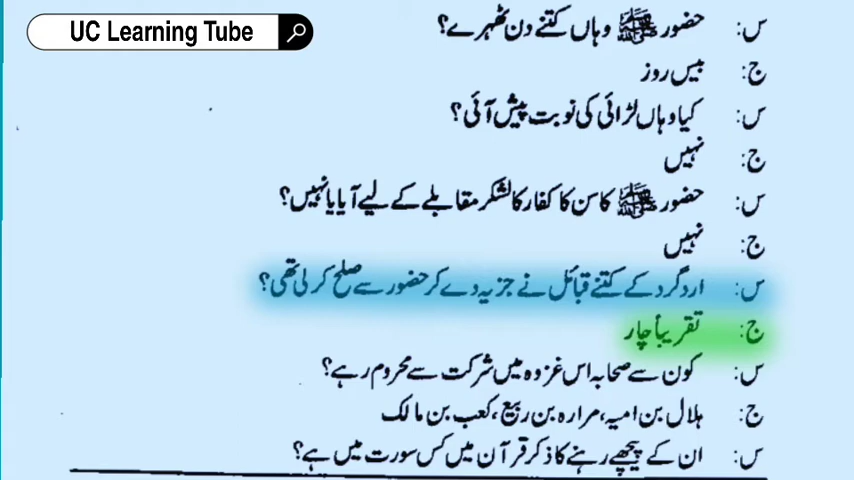 UC Learning Tube
س: حضور ﷺ وہاں کتنے دن ٹھہرے؟
ج: بیس روز
س: کیا وہاں لڑائی کی نوبت پیش آئی؟
ج: نہیں
س: حضور ﷺ کا سن کا کفار کا لشکر مقابلے کے لیے آیا یا نہیں؟
ج: نہیں
س: ارد گرد کے کتنے قبائل نے جزیہ دے کر حضور سے صلح کر لی تھی؟
ج: تقریباً چار
س: کون سے صحابہ اس غزوہ میں شرکت سے محروم رہے؟
ج: ہلال بن امیہ، مرارہ بن ربیع، کعب بن مالک
س: ان کے پیچھے رہنے کا ذکر قرآن میں کس سورت میں ہے؟